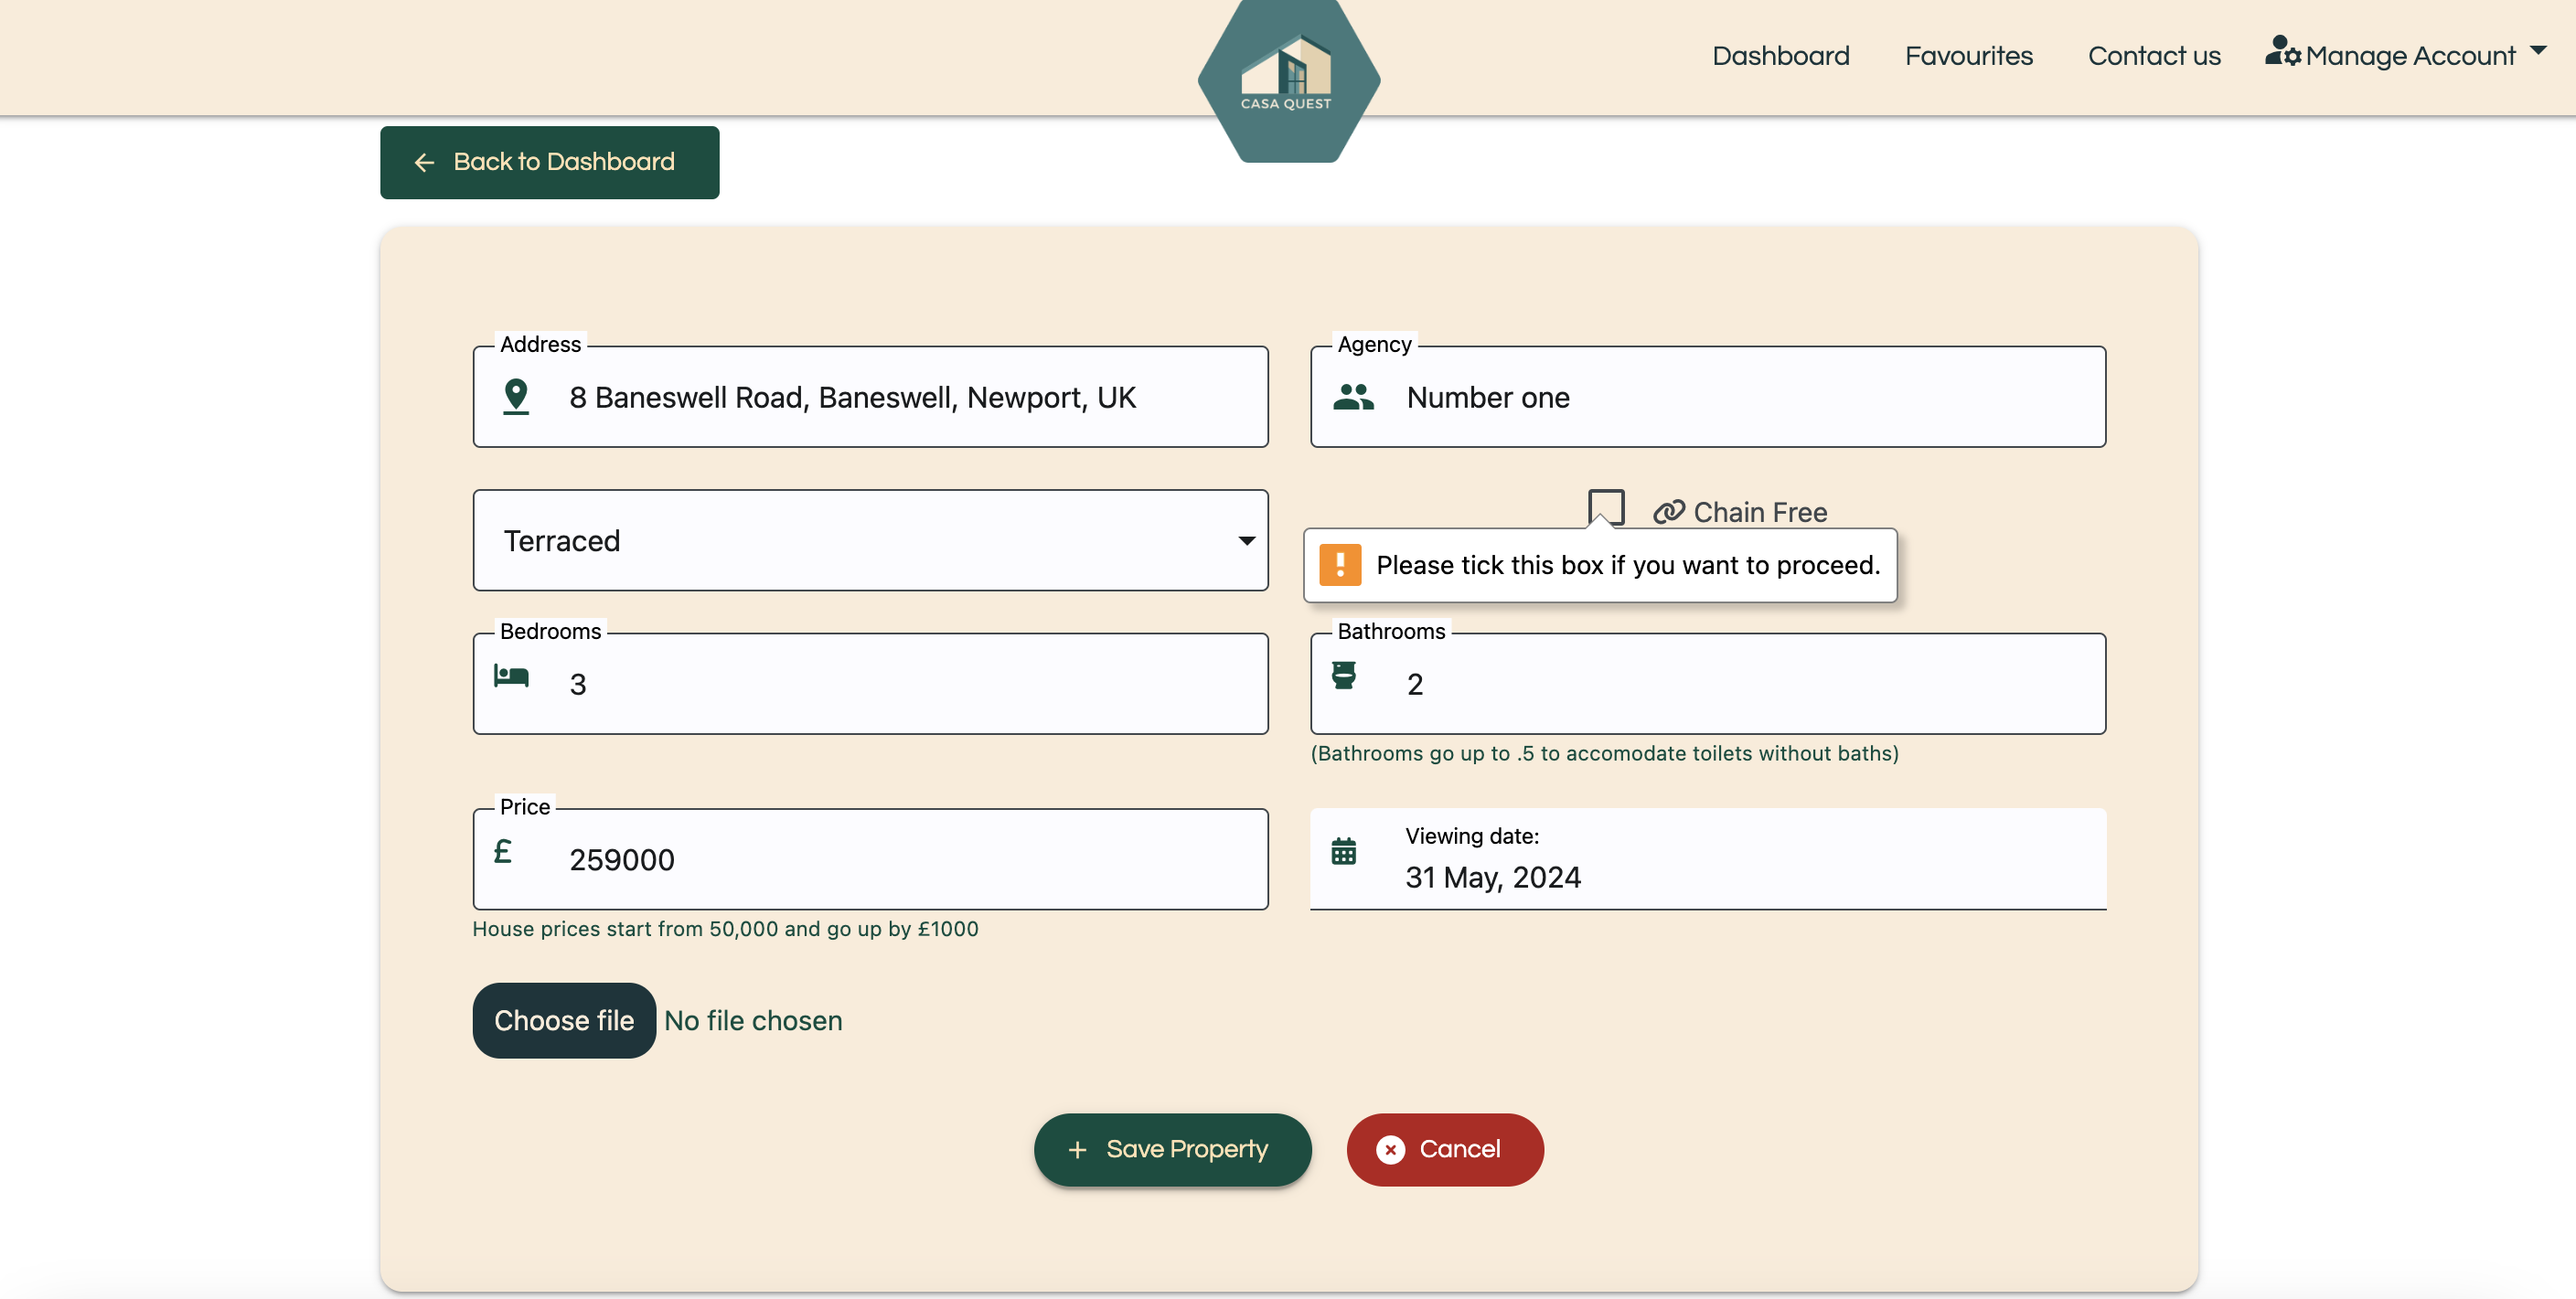 CASA QUEST
Dashboard Favourites Contact us Manage Account
Back to Dashboard
Address
8 Baneswell Road, Baneswell, Newport, UK
Agency
Number one
Terraced
Chain Free
Please tick this box if you want to proceed.
Bedrooms
3
Bathrooms
2
(Bathrooms go up to .5 to accomodate toilets without baths)
Price
£ 259000
House prices start from 50,000 and go up by £1000
Viewing date:
31 May, 2024
Choose file No file chosen
+ Save Property
Cancel